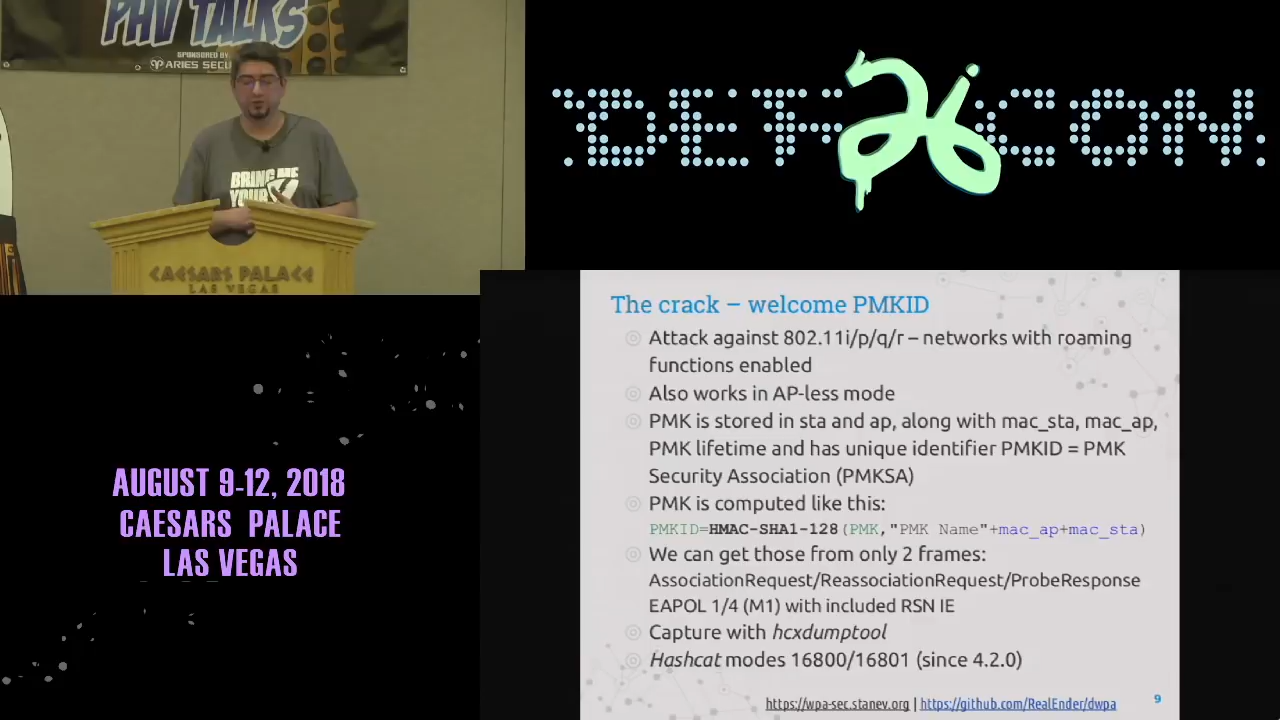 PHV TALKS
SPONSORED BY
ARIES SECU
BRING ME
YOUR
CAESARS PALACE
LAS VEGAS
DEF CON
26
AUGUST 9-12, 2018
CAESARS PALACE
LAS VEGAS
The crack – welcome PMKID
Attack against 802.11i/p/q/r – networks with roaming
functions enabled
Also works in AP-less mode
PMK is stored in sta and ap, along with mac_sta, mac_ap,
PMK lifetime and has unique identifier PMKID = PMK
Security Association (PMKSA)
PMK is computed like this:
PMKID=HMAC-SHA1-128(PMK,"PMK Name"+mac_ap+mac_sta)
We can get those from only 2 frames:
AssociationRequest/ReassociationRequest/ProbeResponse
EAPOL 1/4 (M1) with included RSN IE
Capture with hcxdumptool
Hashcat modes 16800/16801 (since 4.2.0)
https://wpa-sec.stanev.org | https://github.com/RealEnder/dwpa
9